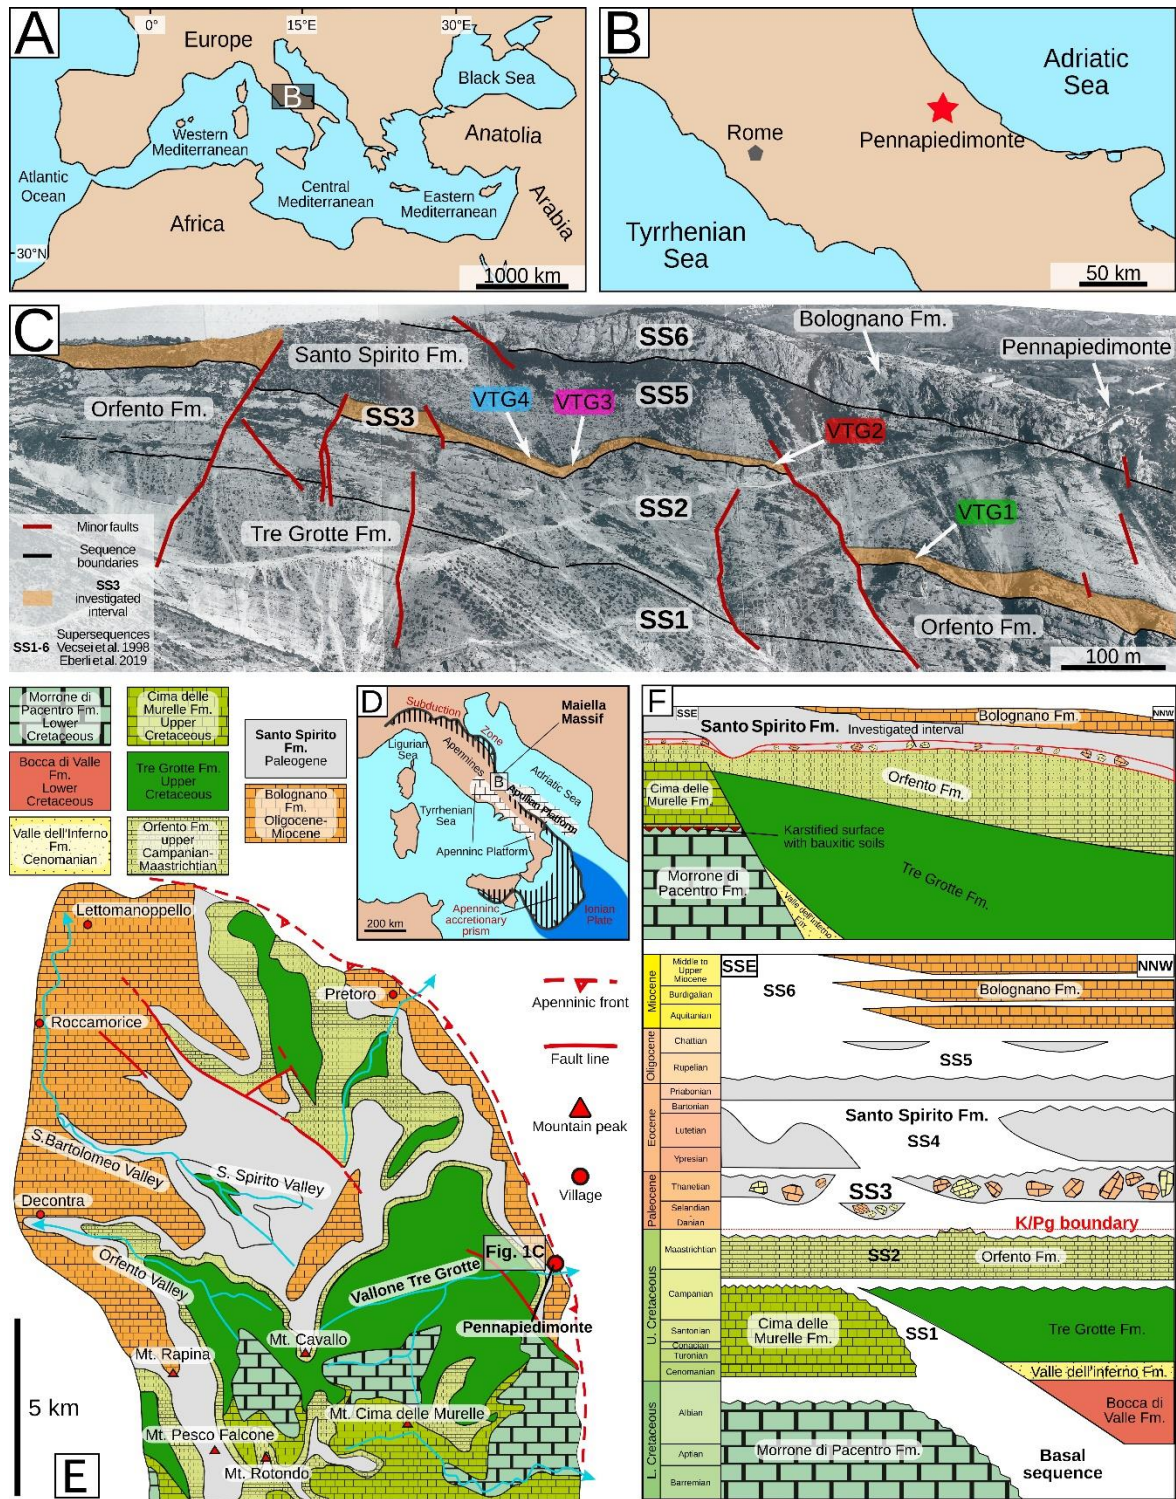 A
0°
15°E
30°E
Europe
Black Sea
B
Western
Mediterranean
Anatolia
Atlantic
Ocean
Central
Mediterranean
Eastern
Mediterranean
Africa
Arabia
30°N
1000 km
B
Adriatic
Sea
Rome
Pennapiedimonte
Tyrrhenian
Sea
50 km
C
SS6
Bolognano Fm.
Santo Spirito Fm.
Pennapiedimonte
VTG4
VTG3
SS5
Orfento Fm.
SS3
VTG2
SS2
VTG1
Tre Grotte Fm.
Minor faults
Sequence
boundaries
SS3
investigated
interval
SS1-6
Supersequences
Vecsei et al. 1998
Eberli et al. 2019
SS1
Orfento Fm.
100 m
Morrone di
Pacentro Fm.
Lower
Cretaceous
Cima delle
Murelle Fm.
Upper
Cretaceous
Santo Spirito
Fm.
Paleogene
Bocca di Valle
Fm.
Lower
Cretaceous
Tre Grotte Fm.
Upper
Cretaceous
Bolognano
Fm.
Oligocene-
Miocene
Valle dell'Inferno
Fm.
Cenomanian
Orfento Fm.
upper
Campanian-
Maastrichtian
D
Subduction
Zone
Maiella
Massif
Ligurian
Sea
Apennines
B
Adriatic Sea
Apulian Platform
Tyrrhenian
Sea
Apenninc Platform
Apenninc
accretionary
prism
Ionian
Plate
200 km
Lettomanoppello
Pretoro
Roccamorice
S.Bartolomeo Valley
S. Spirito Valley
Decontra
Orfento Valley
Vallone Tre Grotte
Fig. 1C
Pennapiedimonte
Mt. Cavallo
Mt. Rapina
Mt. Cima delle Murelle
Mt. Pesco Falcone
Mt. Rotondo
5 km
E
Apenninic front
Fault line
Mountain peak
Village
F
SSE
NNW
Santo Spirito Fm.
Investigated interval
Bolognano Fm.
Orfento Fm.
Cima delle
Murelle Fm.
Karstified surface
with bauxitic soils
Tre Grotte Fm.
Morrone di
Pacentro Fm.
Valle dell'inferno
Fm.
SSE
NNW
Miocene
Middle to
Upper
Miocene
Burdigalian
Aquitanian
SS6
Bolognano Fm.
Oligocene
Chattian
Rupelian
SS5
Eocene
Priabonian
Bartonian
Lutetian
Ypresian
Santo Spirito Fm.
SS4
Paleocene
Thanetian
Selandian
Danian
SS3
K/Pg boundary
U. Cretaceous
Maastrichtian
Campanian
Santonian
Conacian
Turonian
Cenomanian
SS2
Orfento Fm.
Cima delle
Murelle Fm.
SS1
Tre Grotte Fm.
Valle dell'inferno Fm.
L. Cretaceous
Albian
Aptian
Barremian
Bocca di
Valle Fm.
Morrone di Pacentro Fm.
Basal
sequence